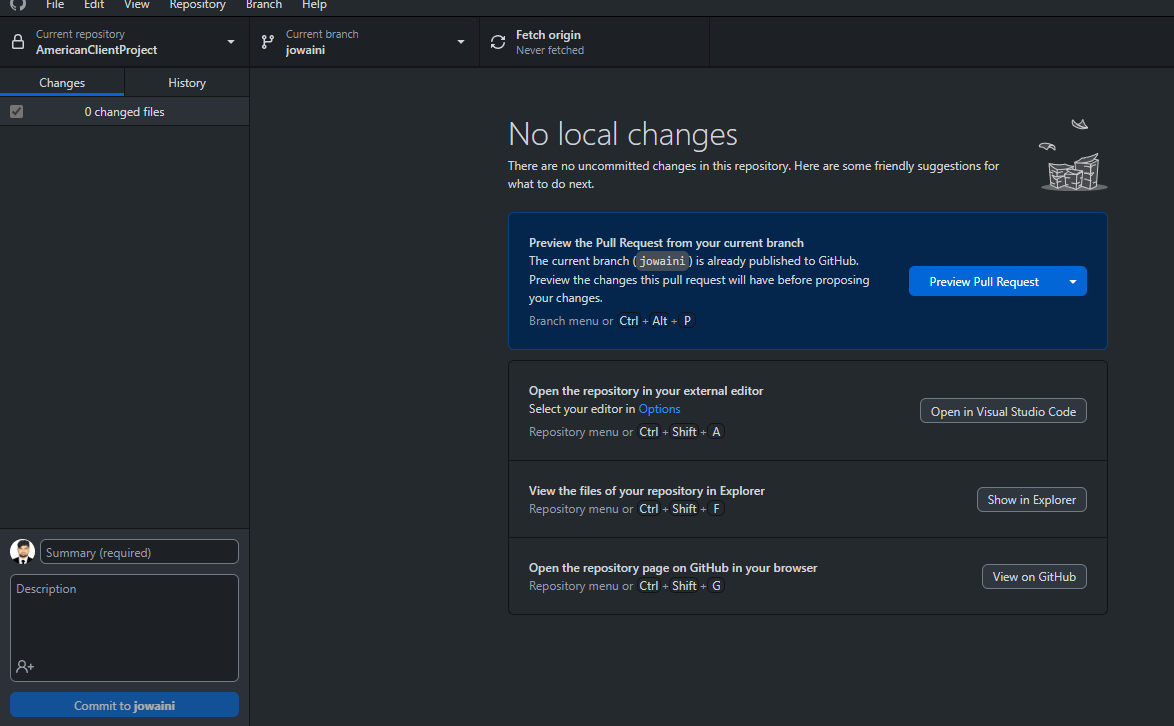 File Edit View Repository Branch Help
Current repository
AmericanClientProject
Current branch
jowaini
Fetch origin
Never fetched
Changes
History
0 changed files
No local changes
There are no uncommitted changes in this repository. Here are some friendly suggestions for
what to do next.
Preview the Pull Request from your current branch
The current branch (jowaini) is already published to GitHub.
Preview the changes this pull request will have before proposing
your changes.
Branch menu or Ctrl + Alt + P
Preview Pull Request
Open the repository in your external editor
Select your editor in Options
Repository menu or Ctrl + Shift + A
Open in Visual Studio Code
View the files of your repository in Explorer
Repository menu or Ctrl + Shift + F
Show in Explorer
Open the repository page on GitHub in your browser
Repository menu or Ctrl + Shift + G
View on GitHub
Summary (required)
Description
Commit to jowaini